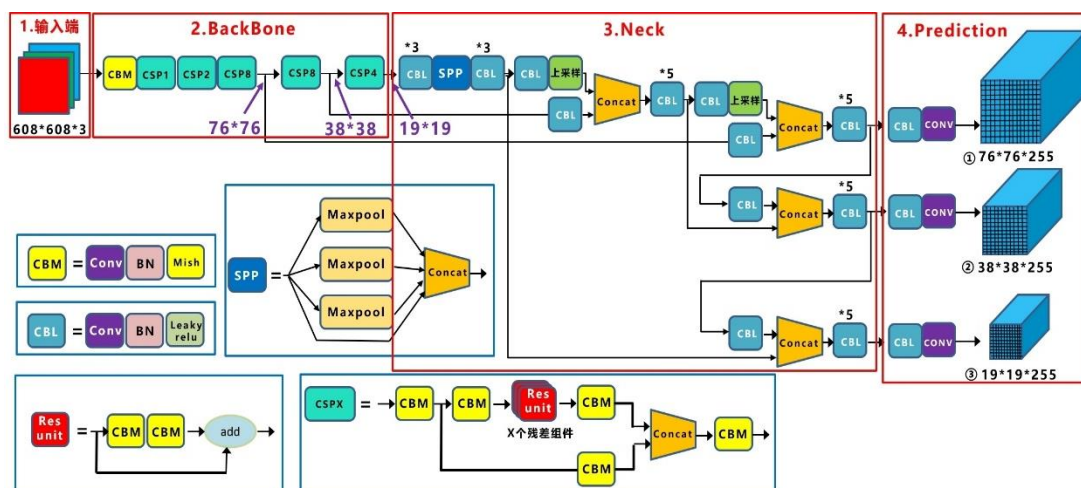 1.输入端
2.BackBone
3.Neck
4.Prediction
608*608*3
CBM
CSP1
CSP2
CSP8
CSP8
CSP4
76*76
38*38
19*19
*3
*3
CBL
SPP
CBL
CBL
上采样
CBL
Concat
*5
CBL
CBL
上采样
CBL
Concat
*5
CBL
CBL
CONV
① 76*76*255
CBL
Concat
*5
CBL
CBL
CONV
② 38*38*255
CBL
Concat
*5
CBL
CBL
CONV
③ 19*19*255
CBM = Conv BN Mish
CBL = Conv BN Leaky relu
SPP =
Maxpool
Maxpool
Maxpool
Concat
Res unit =
CBM
CBM
add
CSPX =
CBM
CBM
Res unit
X个残差组件
CBM
CBM
Concat
CBM